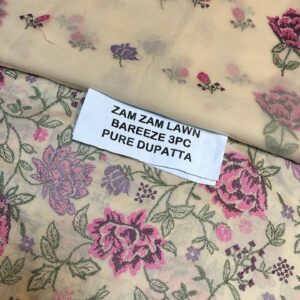 ZAM ZAM LAWN
BAREEZE 3PC
PURE DUPATTA